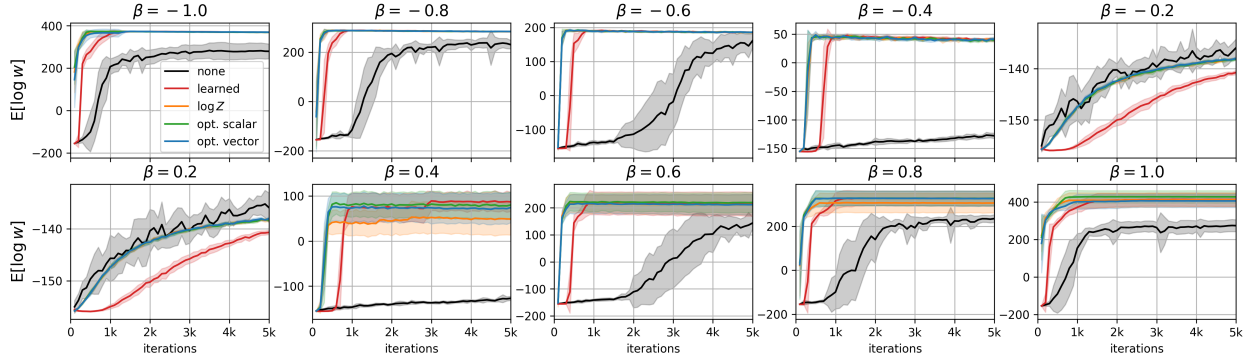 β = −1.0
β = −0.8
β = −0.6
β = −0.4
β = −0.2
E[log w]
400
200
0
−200
none
learned
log Z
opt. scalar
opt. vector
200
0
−200
200
100
0
−100
50
0
−50
−100
−150
−140
−150
β = 0.2
β = 0.4
β = 0.6
β = 0.8
β = 1.0
E[log w]
−140
−150
0
1k
2k
3k
4k
5k
iterations
100
0
−100
0
1k
2k
3k
4k
5k
iterations
200
100
0
−100
−200
0
1k
2k
3k
4k
5k
iterations
400
200
0
−200
0
1k
2k
3k
4k
5k
iterations
400
200
0
−200
0
1k
2k
3k
4k
5k
iterations